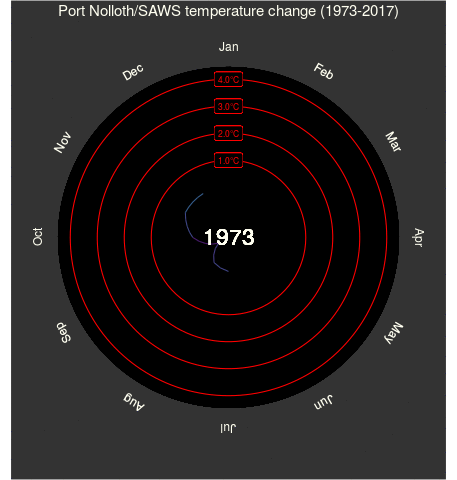 Port Nolloth/SAWS temperature change (1973-2017)
Jan
Dec
Feb
4.0°C
3.0°C
Nov
Mar
2.0°C
1.0°C
Oct
1973
Apr
Sep
May
Aug
Jun
Jul